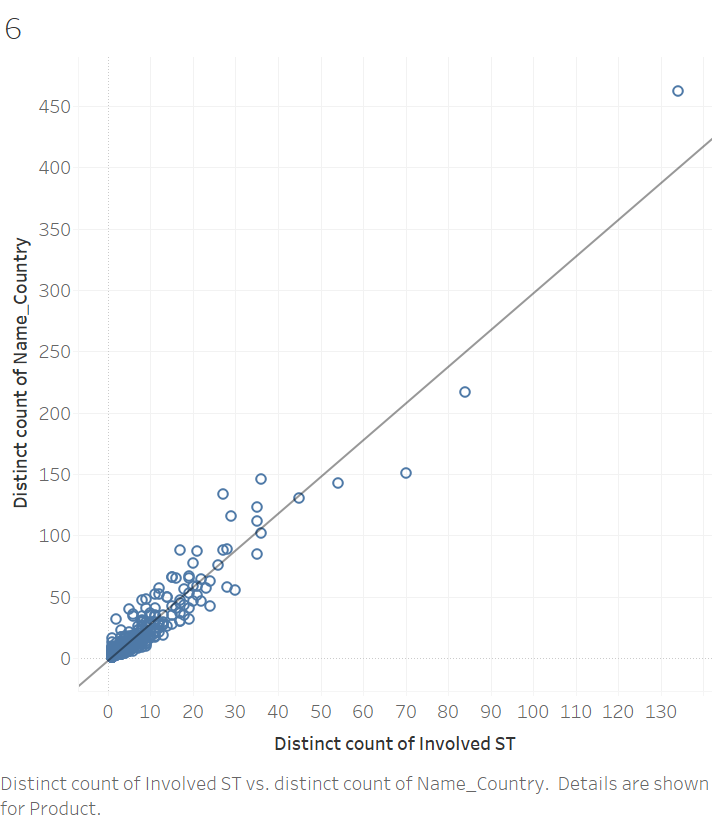 6
450
400
350
300
250
200
150
100
50
0
Distinct count of Name_Country
0 10 20 30 40 50 60 70 80 90 100 110 120 130
Distinct count of Involved ST
Distinct count of Involved ST vs. distinct count of Name_Country. Details are shown
for Product.